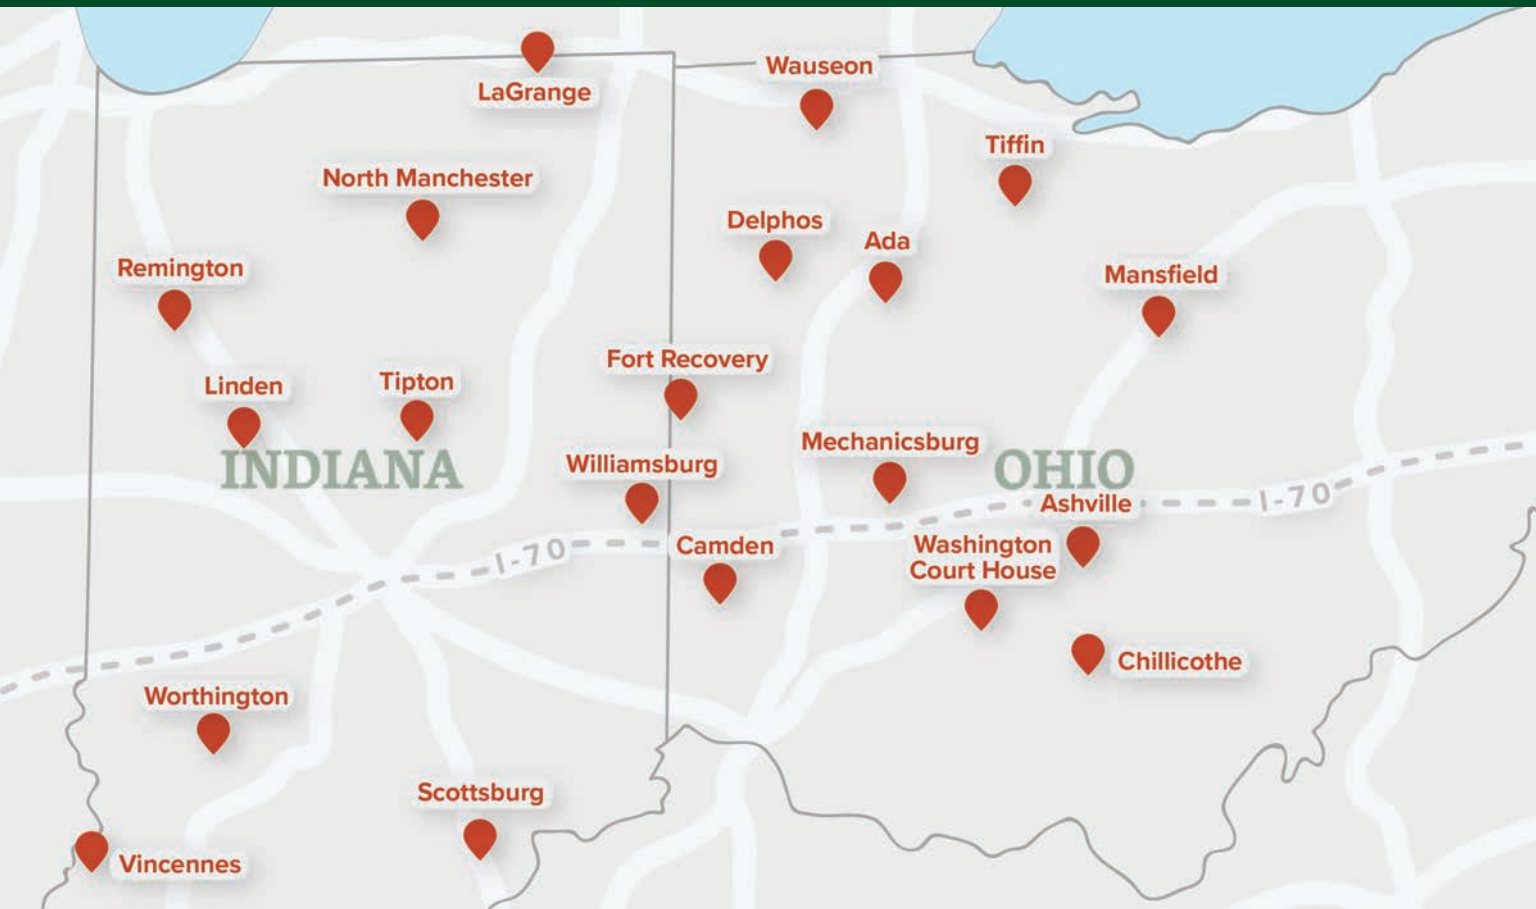 LaGrange
Wauseon
Tiffin
North Manchester
Delphos
Ada
Remington
Mansfield
Fort Recovery
Linden
Tipton
Mechanicsburg
INDIANA
Williamsburg
OHIO
I-70
Ashville
I-70
Camden
Washington
Court House
Chillicothe
Worthington
Scottsburg
Vincennes